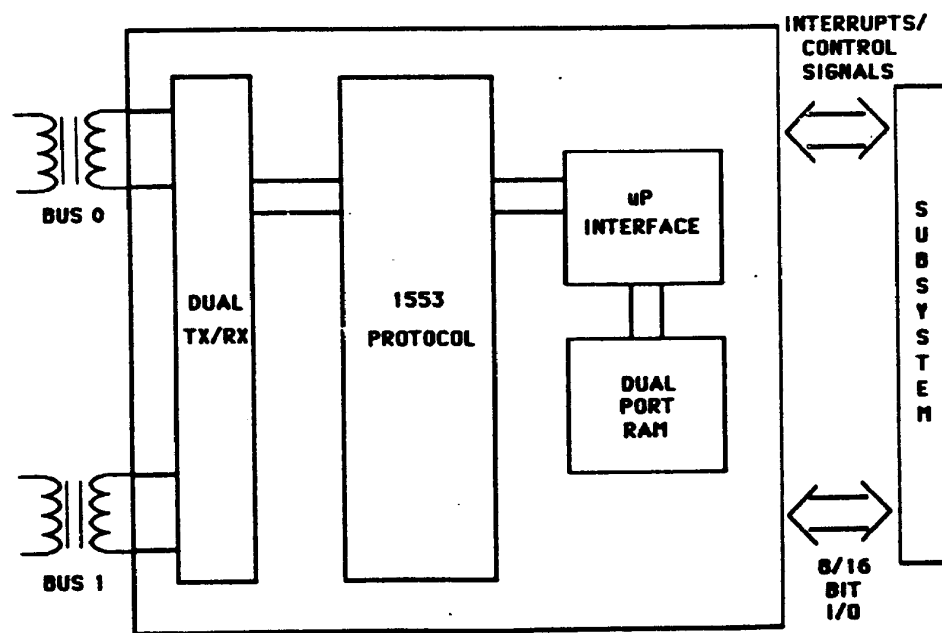 INTERRUPTS/
CONTROL
SIGNALS
BUS 0
DUAL
TX/RX
1553
PROTOCOL
uP
INTERFACE
DUAL
PORT
RAM
SUBSYSTEM
BUS 1
8/16
BIT
I/O